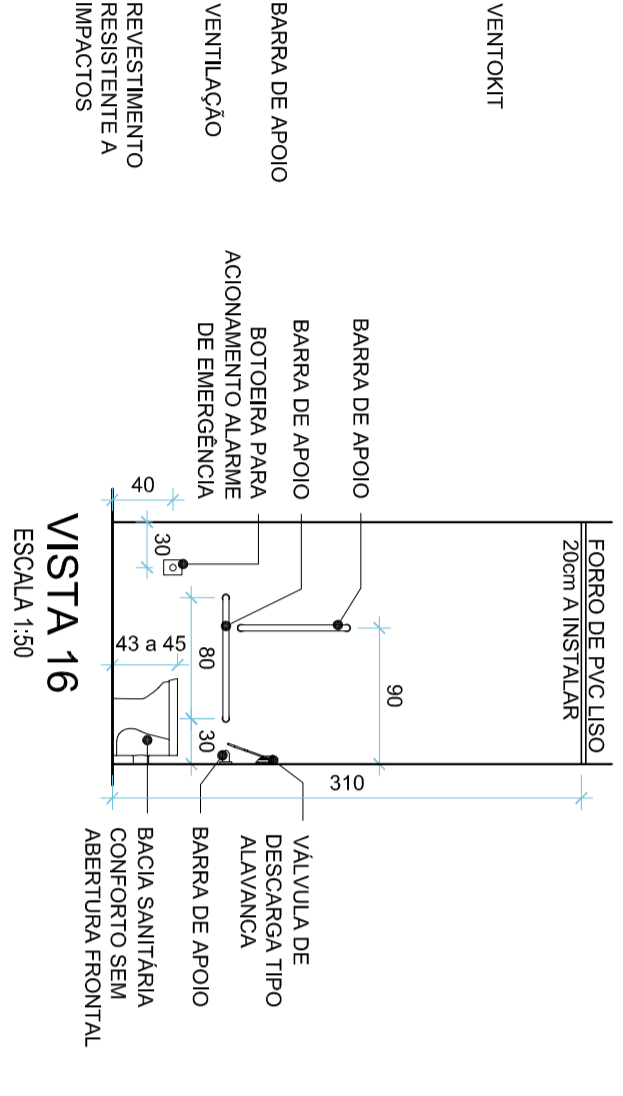 VENTOKIT
BARRA DE APOIO
VENTILAÇÃO
REVESTIMENTO
RESISTENTE A
IMPACTOS
BARRA DE APOIO
BARRA DE APOIO
BOTOEIRA PARA
ACIONAMENTO ALARME
DE EMERGÊNCIA
FORRO DE PVC LISO
20cm A INSTALAR
90
310
40
30
80
30
43 a 45
VÁLVULA DE
DESCARGA TIPO
ALAVANCA
BARRA DE APOIO
BACIA SANITÁRIA
CONFORTO SEM
ABERTURA FRONTAL
VISTA 16
ESCALA 1:50